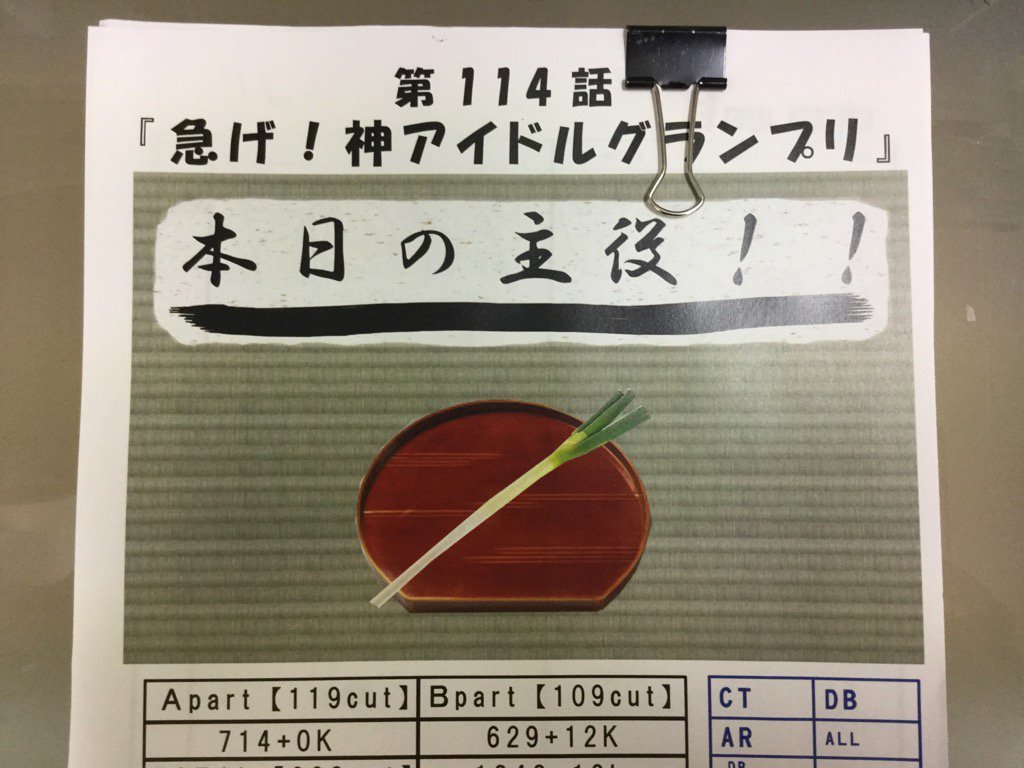 第114話
『急げ！神アイドルグランプリ』
本日の主役！！
Apart【119cut】 Bpart【109cut】 CT DB
714+0K 629+12K AR ALL
DB